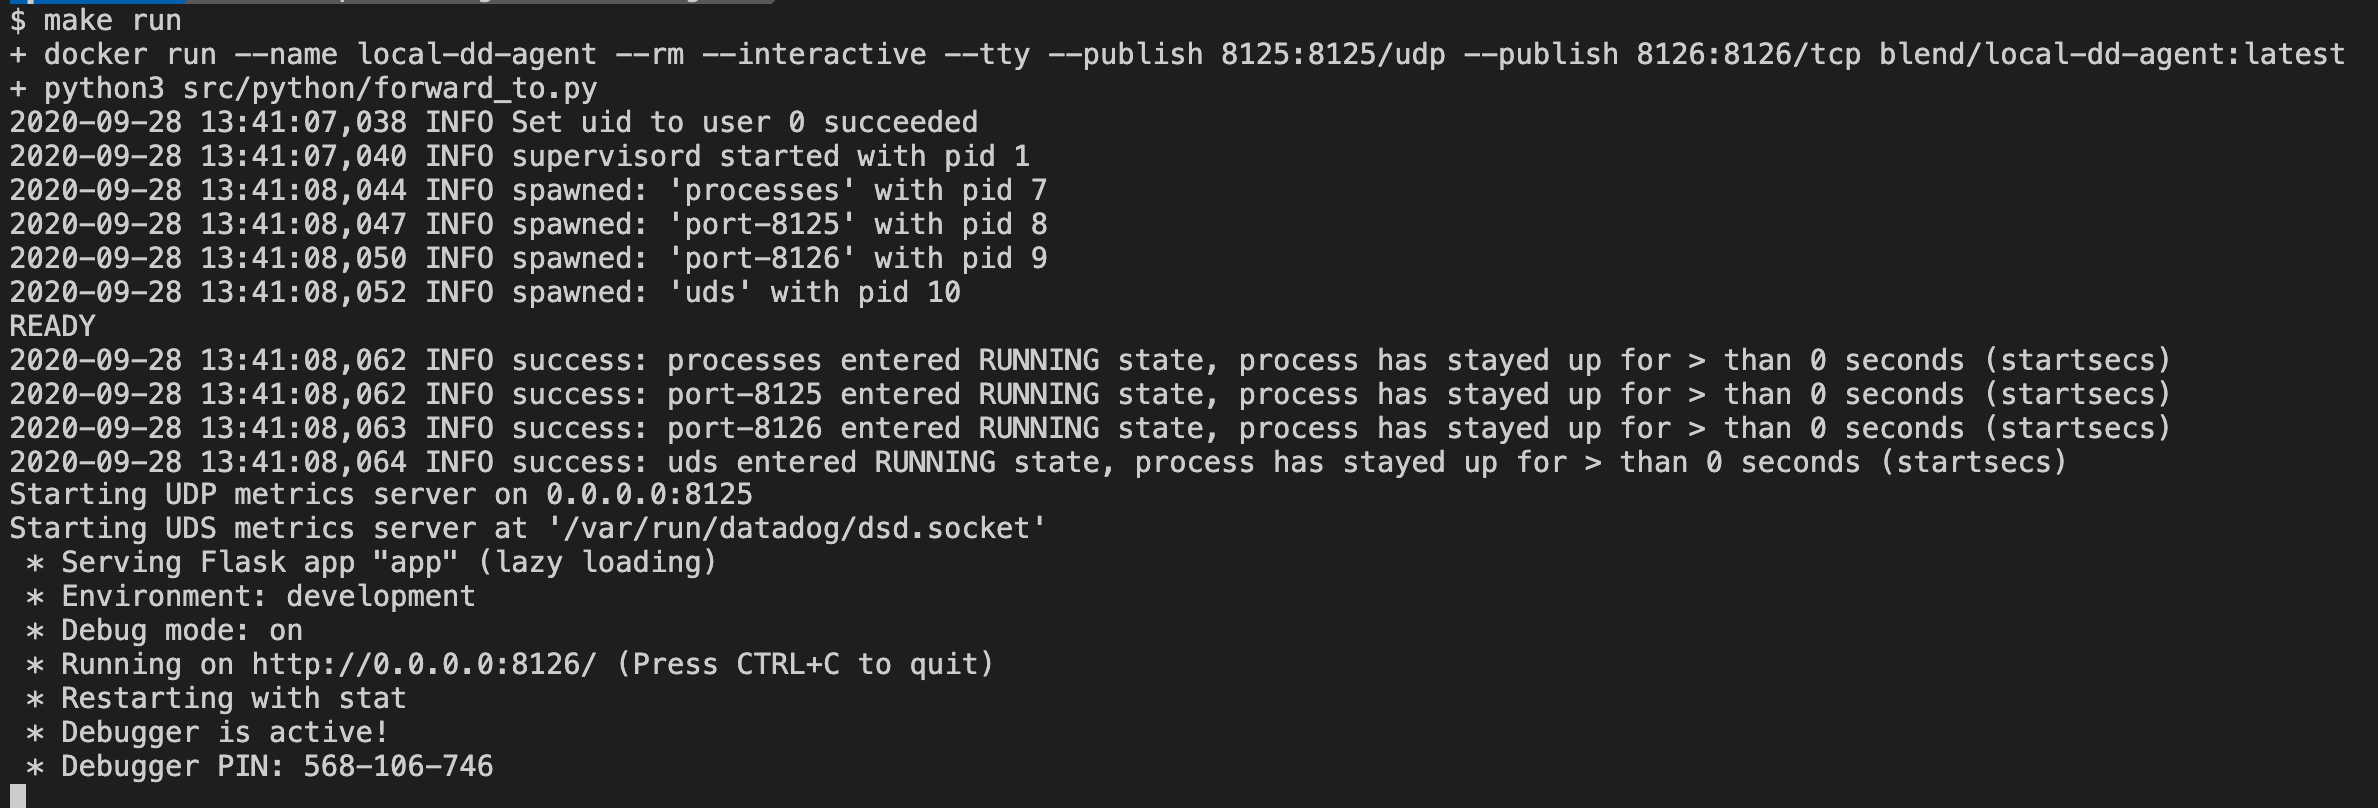 $ make run
+ docker run --name local-dd-agent --rm --interactive --tty --publish 8125:8125/udp --publish 8126:8126/tcp blend/local-dd-agent:latest
+ python3 src/python/forward_to.py
2020-09-28 13:41:07,038 INFO Set uid to user 0 succeeded
2020-09-28 13:41:07,040 INFO supervisord started with pid 1
2020-09-28 13:41:08,044 INFO spawned: 'processes' with pid 7
2020-09-28 13:41:08,047 INFO spawned: 'port-8125' with pid 8
2020-09-28 13:41:08,050 INFO spawned: 'port-8126' with pid 9
2020-09-28 13:41:08,052 INFO spawned: 'uds' with pid 10
READY
2020-09-28 13:41:08,062 INFO success: processes entered RUNNING state, process has stayed up for > than 0 seconds (startsecs)
2020-09-28 13:41:08,062 INFO success: port-8125 entered RUNNING state, process has stayed up for > than 0 seconds (startsecs)
2020-09-28 13:41:08,063 INFO success: port-8126 entered RUNNING state, process has stayed up for > than 0 seconds (startsecs)
2020-09-28 13:41:08,064 INFO success: uds entered RUNNING state, process has stayed up for > than 0 seconds (startsecs)
Starting UDP metrics server on 0.0.0.0:8125
Starting UDS metrics server at '/var/run/datadog/dsd.socket'
 * Serving Flask app "app" (lazy loading)
 * Environment: development
 * Debug mode: on
 * Running on http://0.0.0.0:8126/ (Press CTRL+C to quit)
 * Restarting with stat
 * Debugger is active!
 * Debugger PIN: 568-106-746